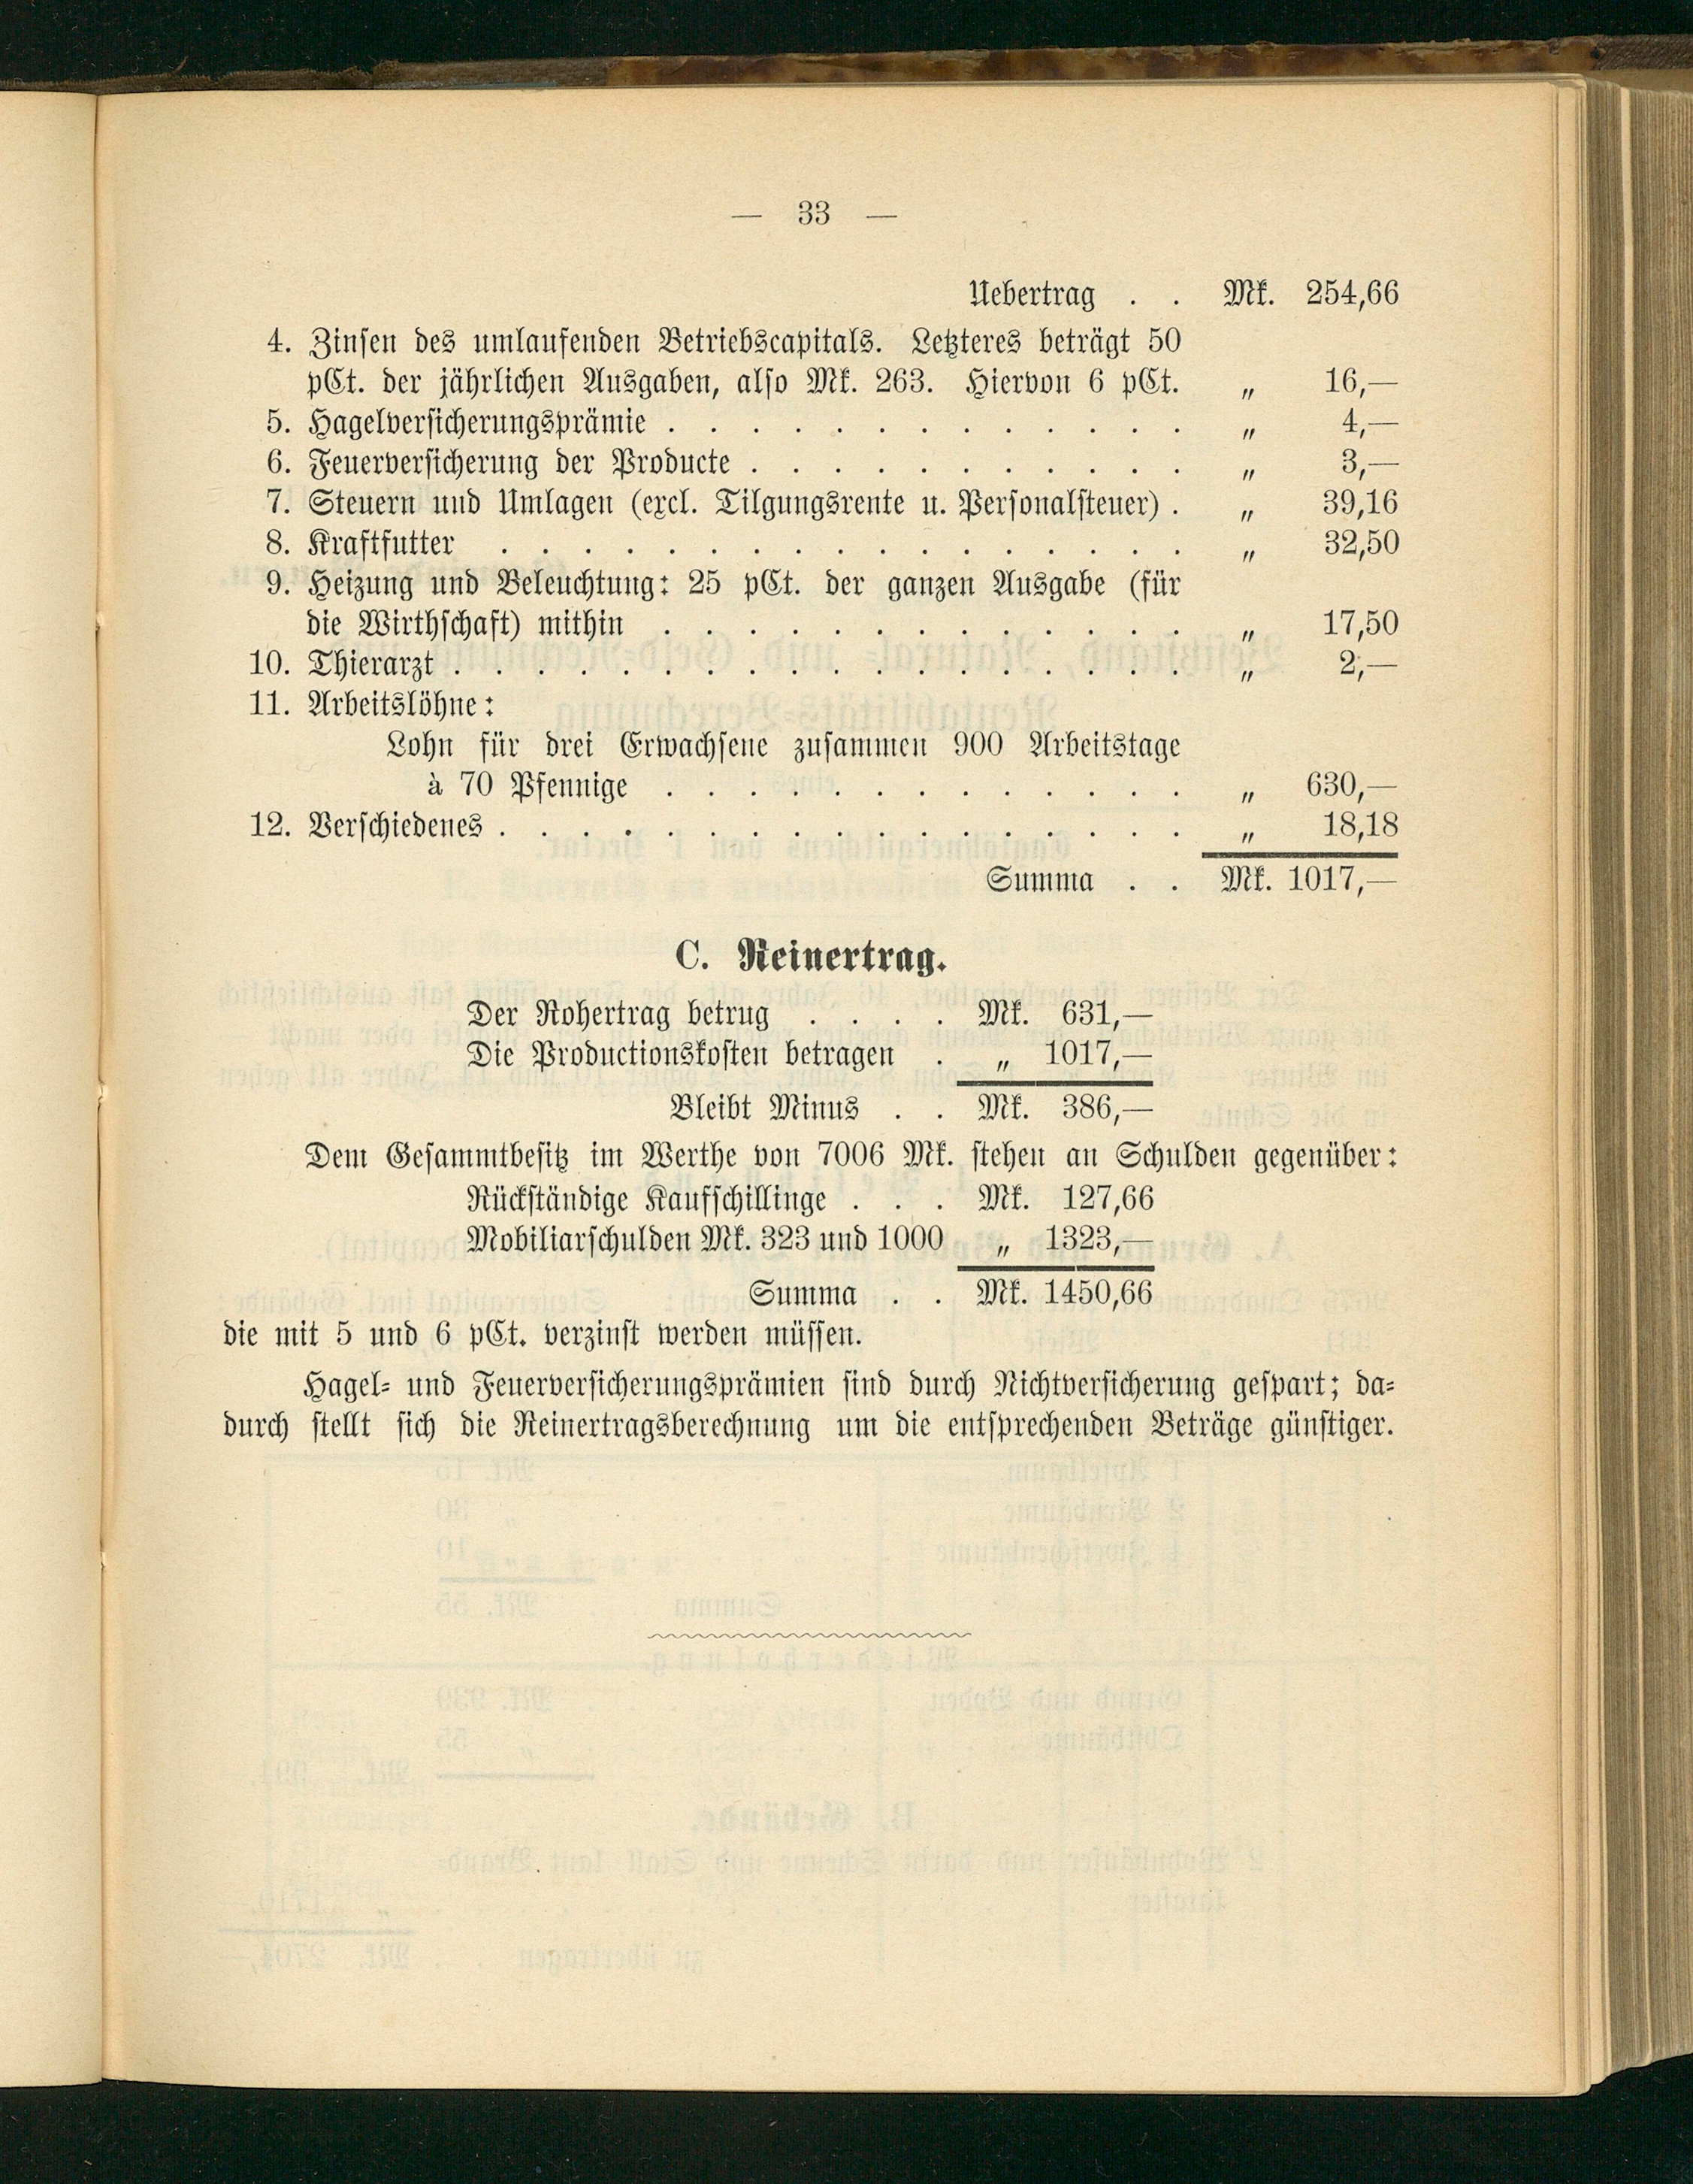 — 33 —
Uebertrag . . Mk. 254,66
4. Zinsen des umlaufenden Betriebscapitals. Letzteres beträgt 50
pCt. der jährlichen Ausgaben, also Mk. 263. Hiervon 6 pCt. „ 16,—
5. Hagelversicherungsprämie . . . . . . . . . . . . . „ 4,—
6. Feuerversicherung der Producte . . . . . . . . . . . „ 3,—
7. Steuern und Umlagen (excl. Tilgungsrente u. Personalsteuer) . „ 39,16
8. Kraftfutter . . . . . . . . . . . . . . . . . „ 32,50
9. Heizung und Beleuchtung: 25 pCt. der ganzen Ausgabe (für
die Wirthschaft) mithin . . . . . . . . . . . . . „ 17,50
10. Thierarzt . . . . . . . . . . . . . . . . . . „ 2,—
11. Arbeitslöhne:
Lohn für drei Erwachsene zusammen 900 Arbeitstage
à 70 Pfennige . . . . . . . . . . . . . „ 630,—
12. Verschiedenes . . . . . . . . . . . . . . . . . „ 18,18
Summa . . Mk. 1017,—
C. Reinertrag.
Der Rohertrag betrug . . . . Mk. 631,—
Die Productionskosten betragen . „ 1017,—
Bleibt Minus . . Mk. 386,—
Dem Gesammtbesitz im Werthe von 7006 Mk. stehen an Schulden gegenüber:
Rückständige Kaufschillinge . . . Mk. 127,66
Mobiliarschulden Mk. 323 und 1000 „ 1323,—
Summa . . Mk. 1450,66
die mit 5 und 6 pCt. verzinst werden müssen.
Hagel- und Feuerversicherungsprämien sind durch Nichtversicherung gespart; da-
durch stellt sich die Reinertragsberechnung um die entsprechenden Beträge günstiger.